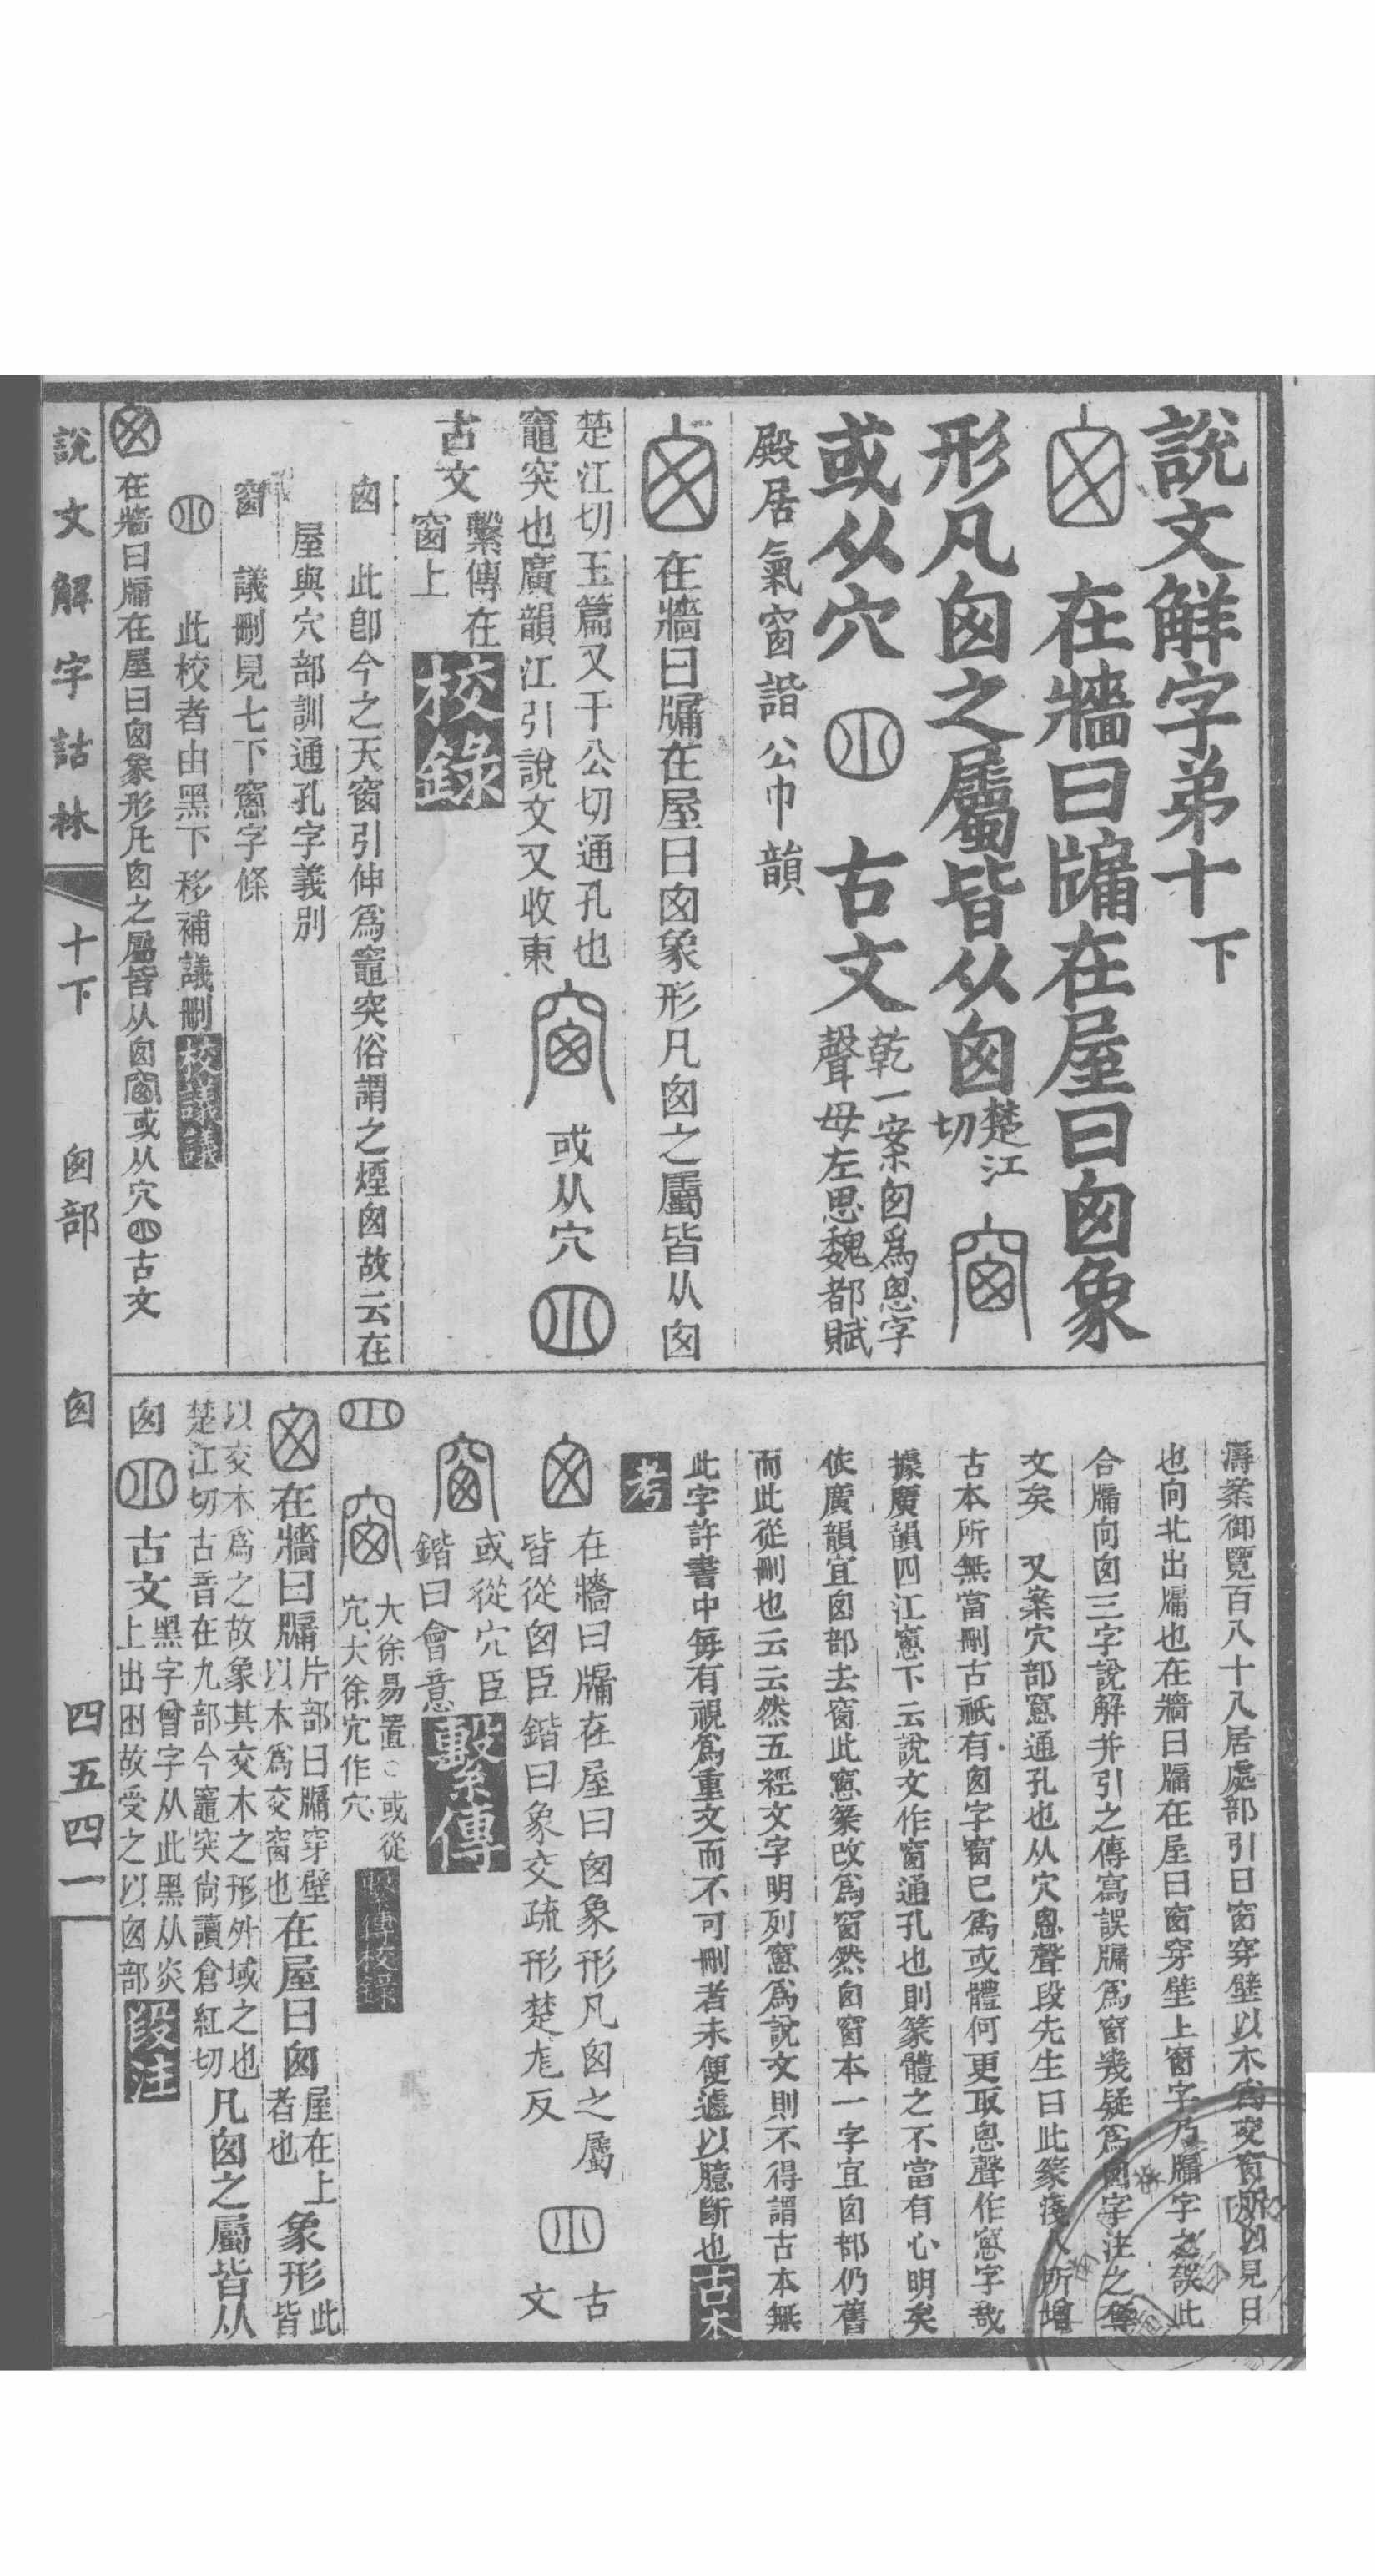 說文解字弟十下
在牆曰牖在屋曰囪象
形凡囪之屬皆从囪楚江切
或从穴 古文乾一案囪爲悤字聲母左思魏都賦
殿居氣窗諧公巾韻
在牆曰牖在屋曰囪象形凡囪之屬皆从囪
楚江切玉篇又千公切通孔也
竈突也廣韻江引說文又收東 或从穴
古文繫傳在窗上校錄
囪 此卽今之天窗引伸爲竈突俗謂之煙囪故云在
屋與穴部訓通孔字義別
窗 議刪見七下窻字條
此校者由黑下移補議刪校議議
在牆曰牖在屋曰囪象形凡囪之屬皆从囪窗或从穴 古文
濤案御覽百八十八居處部引曰窗穿壁以木爲交窗所以見日
也向北出牖也在牆曰牖在屋曰窗穿壁上窗字乃牖字之誤此
合牖向囪三字說解并引之傳寫誤牖爲窗幾疑爲囪字注之奪
文矣 又案穴部窻通孔也从穴悤聲段先生曰此篆淺人所增
古本所無當刪古祇有囪字窗已爲或體何更取悤聲作窻字哉
據廣韻四江窻下云說文作窗通孔也則篆體之不當有心明矣
依廣韻宜囪部去窗此窻篆改爲窗然囪窗本一字宜囪部仍舊
而此從刪也云云然五經文字明列窻爲說文則不得謂古本無
此字許書中每有視爲重文而不可刪者未便遽以臆斷也古本
考
在牆曰牖在屋曰囪象形凡囪之屬
皆從囪臣鍇曰象交疏形楚尨反 古文
或從穴臣
鍇曰會意繫傳
大徐易置 或從
穴大徐穴作穴 繫傳校錄
在牆曰牖片部曰牖穿壁以木爲交窗也在屋曰囪屋在上者也象形此皆
以交木爲之故象其交木之形外域之也
楚江切古音在九部今竈突尙讀倉紅切凡囪之屬皆从
囪 古文黑字曾字从此黑从炎上出囪故受之以囪部段注
說文解字詁林 十下 囪部 囪 四五四一